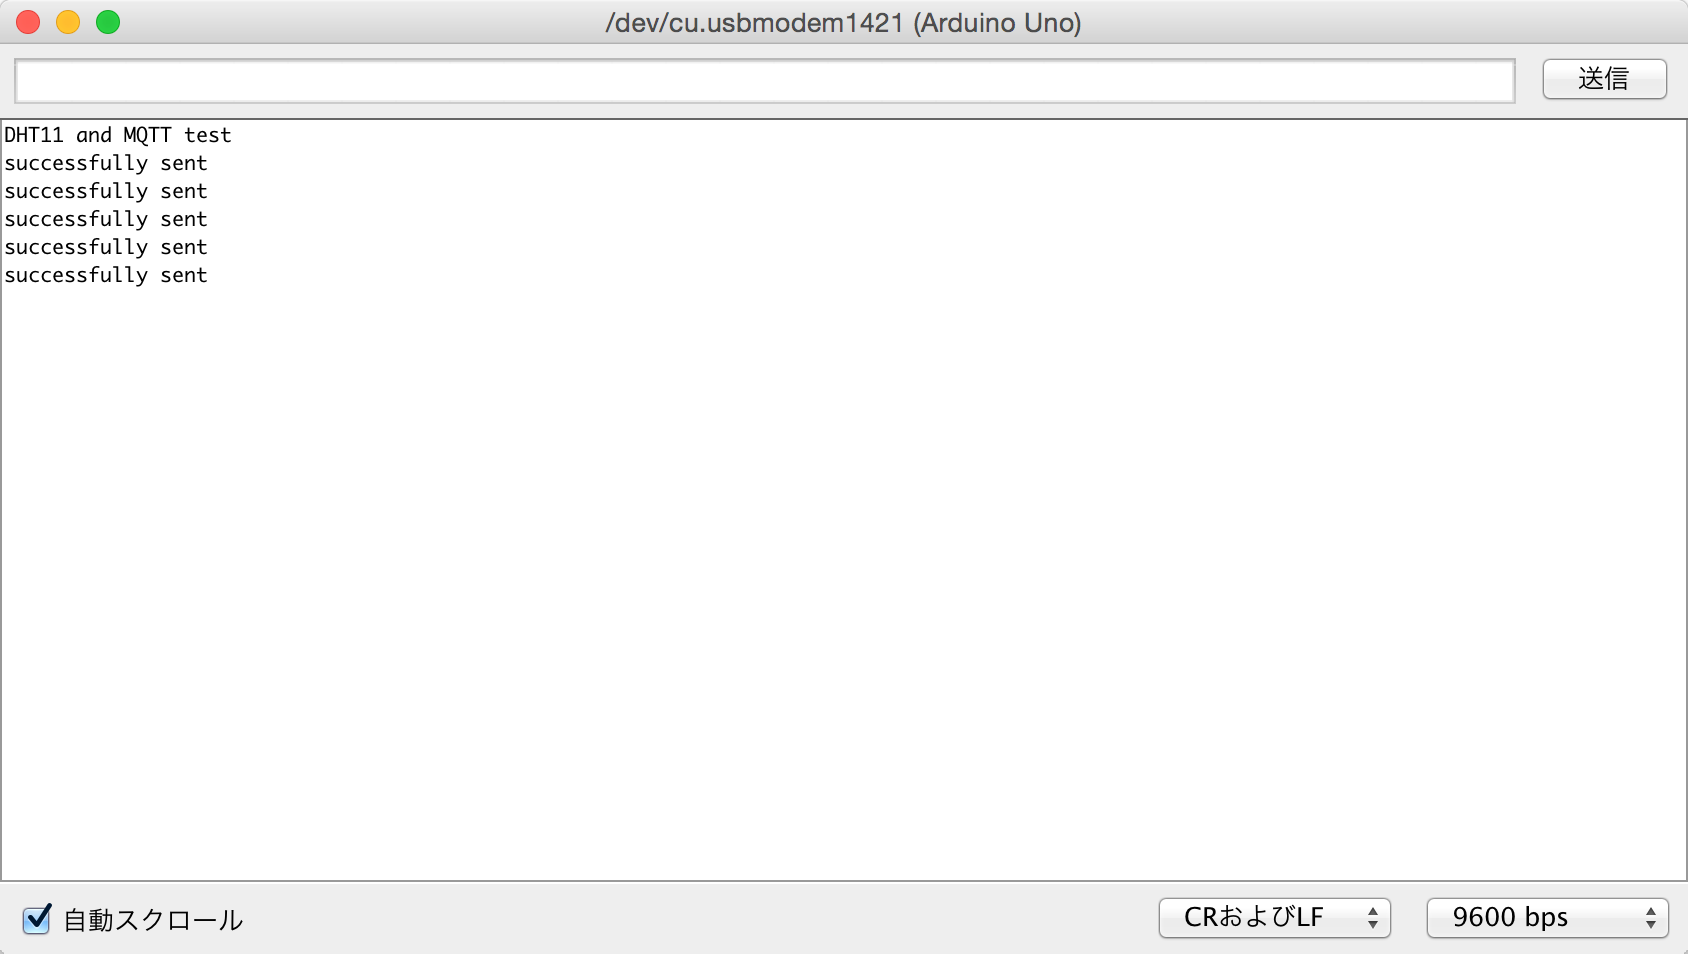 /dev/cu.usbmodem1421 (Arduino Uno)
送信
DHT11 and MQTT test
successfully sent
successfully sent
successfully sent
successfully sent
successfully sent
自動スクロール
CRおよびLF
9600 bps